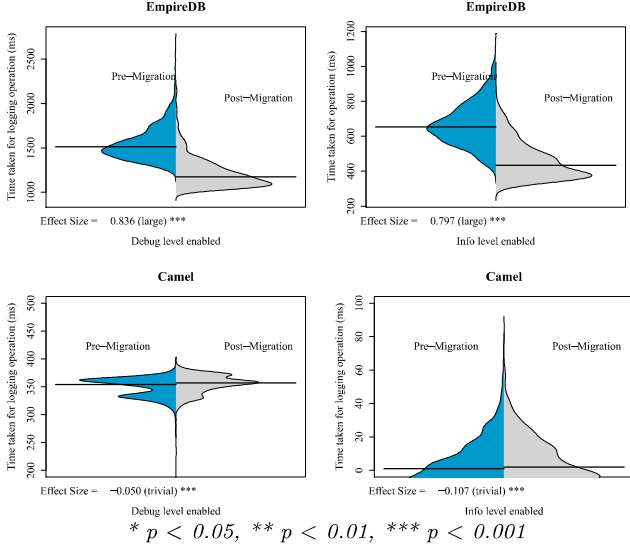 EmpireDB
Time taken for logging operation (ms)
2500
2000
1500
1000
Pre−Migration
Post−Migration
Effect Size = 0.836 (large) ***
Debug level enabled
EmpireDB
Time taken for operation (ms)
1200
1000
800
600
400
200
Pre−Migration
Post−Migration
Effect Size = 0.797 (large) ***
Info level enabled
Camel
Time taken for logging operation (ms)
500
450
400
350
300
250
200
Pre−Migration
Post−Migration
Effect Size = −0.050 (trivial) ***
Debug level enabled
Camel
Time taken for logging operation (ms)
100
80
60
40
20
0
Pre−Migration
Post−Migration
Effect Size = −0.107 (trivial) ***
Info level enabled
* p < 0.05, ** p < 0.01, *** p < 0.001